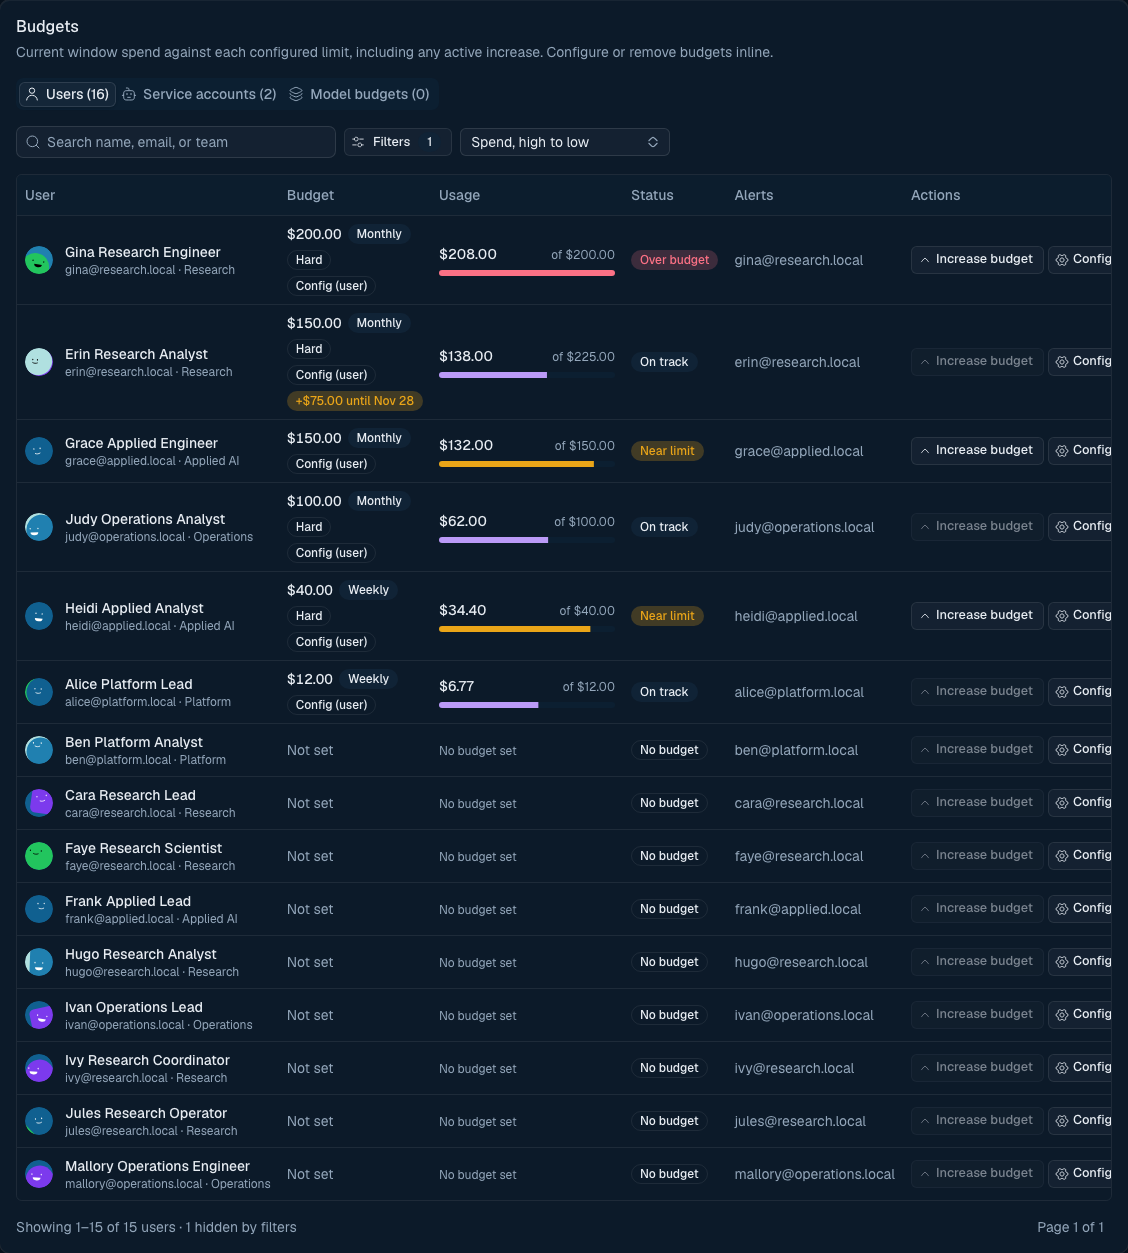 Budgets
Current window spend against each configured limit, including any active increase. Configure or remove budgets inline.
Users (16) Service accounts (2) Model budgets (0)
Search name, email, or team Filters 1 Spend, high to low
User Budget Usage Status Alerts Actions
$200.00 Monthly
Gina Research Engineer $208.00 of $200.00
gina@research.local · Research Hard Over budget gina@research.local Increase budget Config
Config (user)
$150.00 Monthly
Hard
Erin Research Analyst $138.00 of $225.00
erin@research.local · Research Config (user) On track erin@research.local Increase budget Config
+$75.00 until Nov 28
Grace Applied Engineer $150.00 Monthly $132.00 of $150.00
grace@applied.local · Applied AI Config (user) Near limit grace@applied.local Increase budget Config
$100.00 Monthly
Judy Operations Analyst $62.00 of $100.00
judy@operations.local · Operations Hard On track judy@operations.local Increase budget Config
Config (user)
$40.00 Weekly
Heidi Applied Analyst $34.40 of $40.00
heidi@applied.local · Applied AI Hard Near limit heidi@applied.local Increase budget Config
Config (user)
Alice Platform Lead $12.00 Weekly $6.77 of $12.00
alice@platform.local · Platform Config (user) On track alice@platform.local Increase budget Config
Ben Platform Analyst
ben@platform.local · Platform Not set No budget set No budget ben@platform.local Increase budget Config
Cara Research Lead
cara@research.local · Research Not set No budget set No budget cara@research.local Increase budget Config
Faye Research Scientist
faye@research.local · Research Not set No budget set No budget faye@research.local Increase budget Config
Frank Applied Lead
frank@applied.local · Applied AI Not set No budget set No budget frank@applied.local Increase budget Config
Hugo Research Analyst
hugo@research.local · Research Not set No budget set No budget hugo@research.local Increase budget Config
Ivan Operations Lead
ivan@operations.local · Operations Not set No budget set No budget ivan@operations.local Increase budget Config
Ivy Research Coordinator
ivy@research.local · Research Not set No budget set No budget ivy@research.local Increase budget Config
Jules Research Operator
jules@research.local · Research Not set No budget set No budget jules@research.local Increase budget Config
Mallory Operations Engineer
mallory@operations.local · Operations Not set No budget set No budget mallory@operations.local Increase budget Config
Showing 1–15 of 15 users · 1 hidden by filters Page 1 of 1